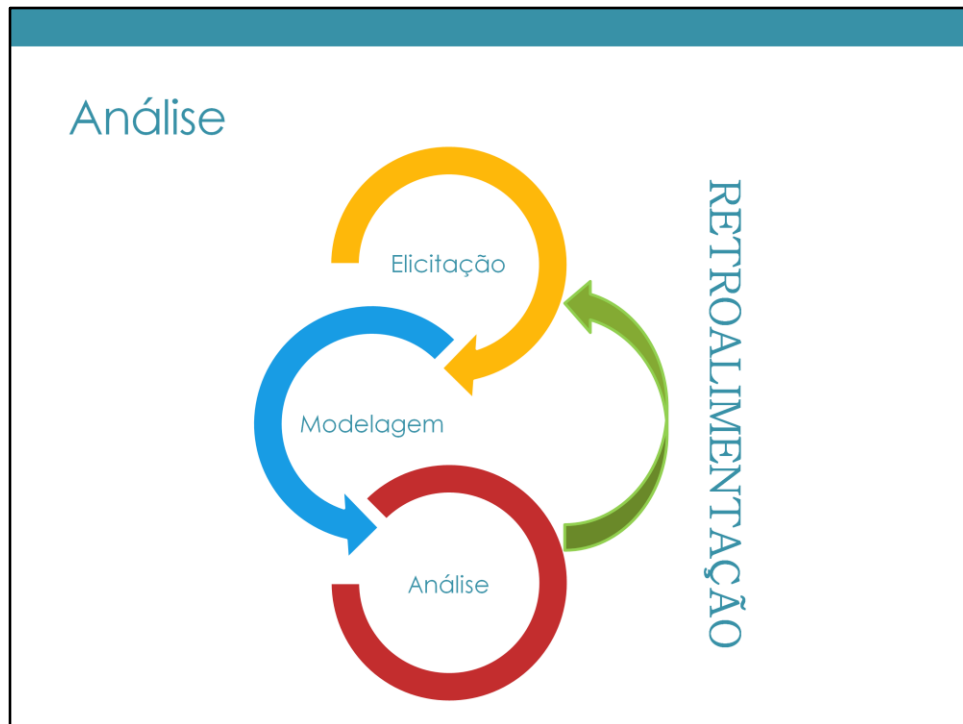 Análise
Elicitação
Modelagem
Análise
RETROALIMENTAÇÃO